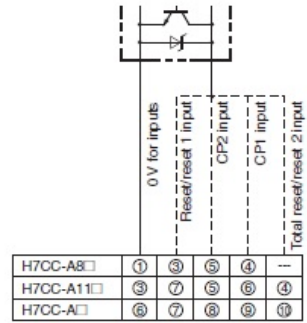 0 V for inputs
Reset/reset 1 input
CP2 input
CP1 input
Total reset/reset 2 input
H7CC-A8□ ① ③ ⑤ ④ ---
H7CC-A11□ ③ ⑦ ⑤ ⑥ ④
H7CC-A□ ⑥ ⑦ ⑧ ⑨ ⑩